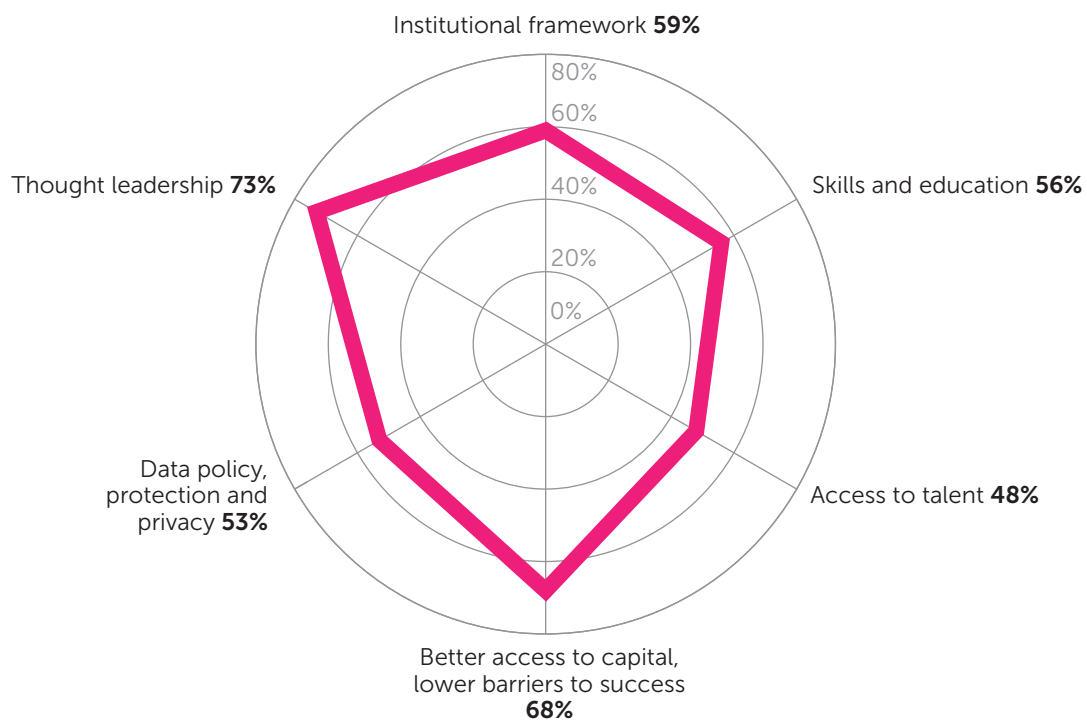 Institutional framework 59%
80%
60%
40%
20%
0%
Thought leadership 73%
Skills and education 56%
Data policy,
protection and
privacy 53%
Access to talent 48%
Better access to capital,
lower barriers to success
68%